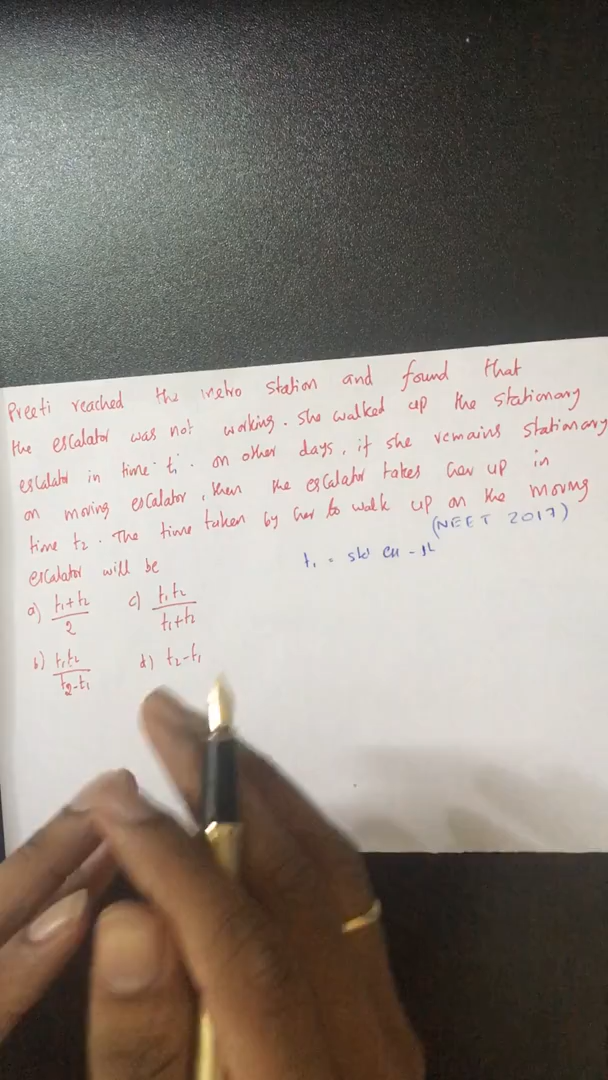 Preeti reached the metro station and found that
the escalator was not working. She walked up the stationary
escalator in time t₁. on other days, if she remains stationary
on moving escalator, then the escalator takes her up in
time t₂. The time taken by her to walk up on the moving
escalator will be
(NEET 2017)
t₁ =
a) (t₁+t₂)/2 c) (t₁t₂)/(t₁+t₂)
b) (t₁t₂)/(t₂-t₁) d) t₂-t₁